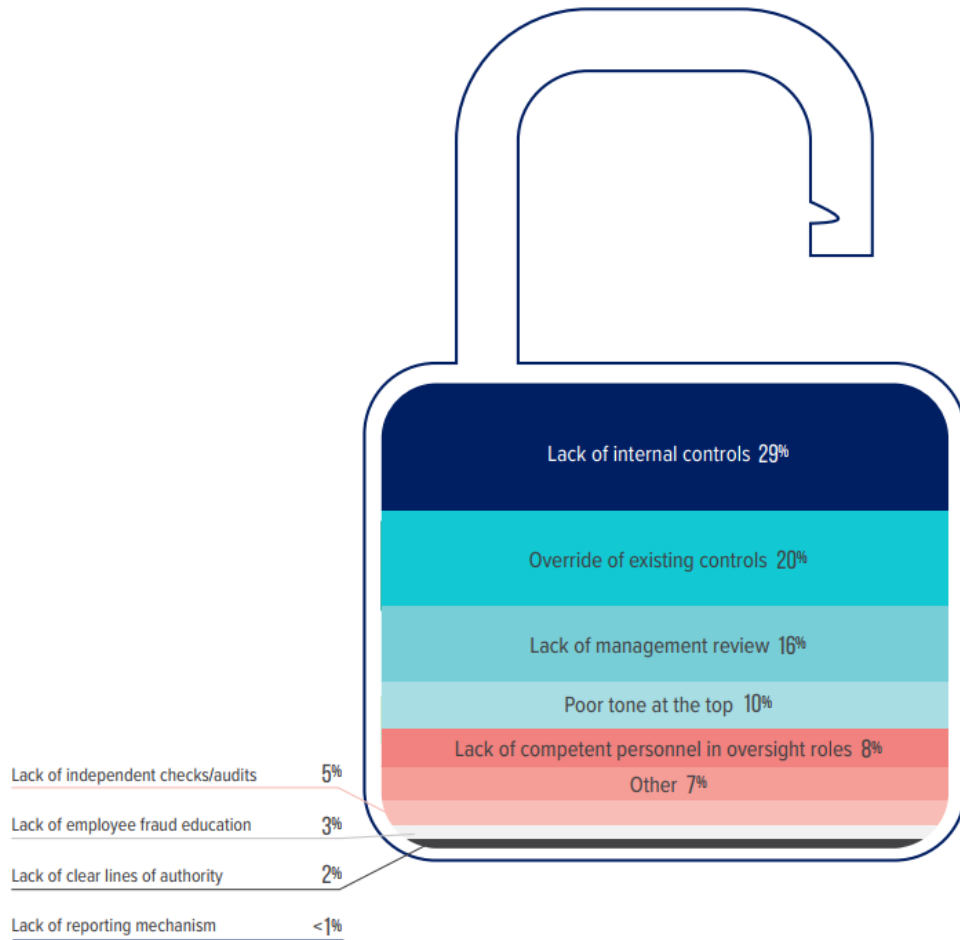 Lack of internal controls 29%
Override of existing controls 20%
Lack of management review 16%
Poor tone at the top 10%
Lack of competent personnel in oversight roles 8%
Other 7%
Lack of independent checks/audits 5%
Lack of employee fraud education 3%
Lack of clear lines of authority 2%
Lack of reporting mechanism <1%